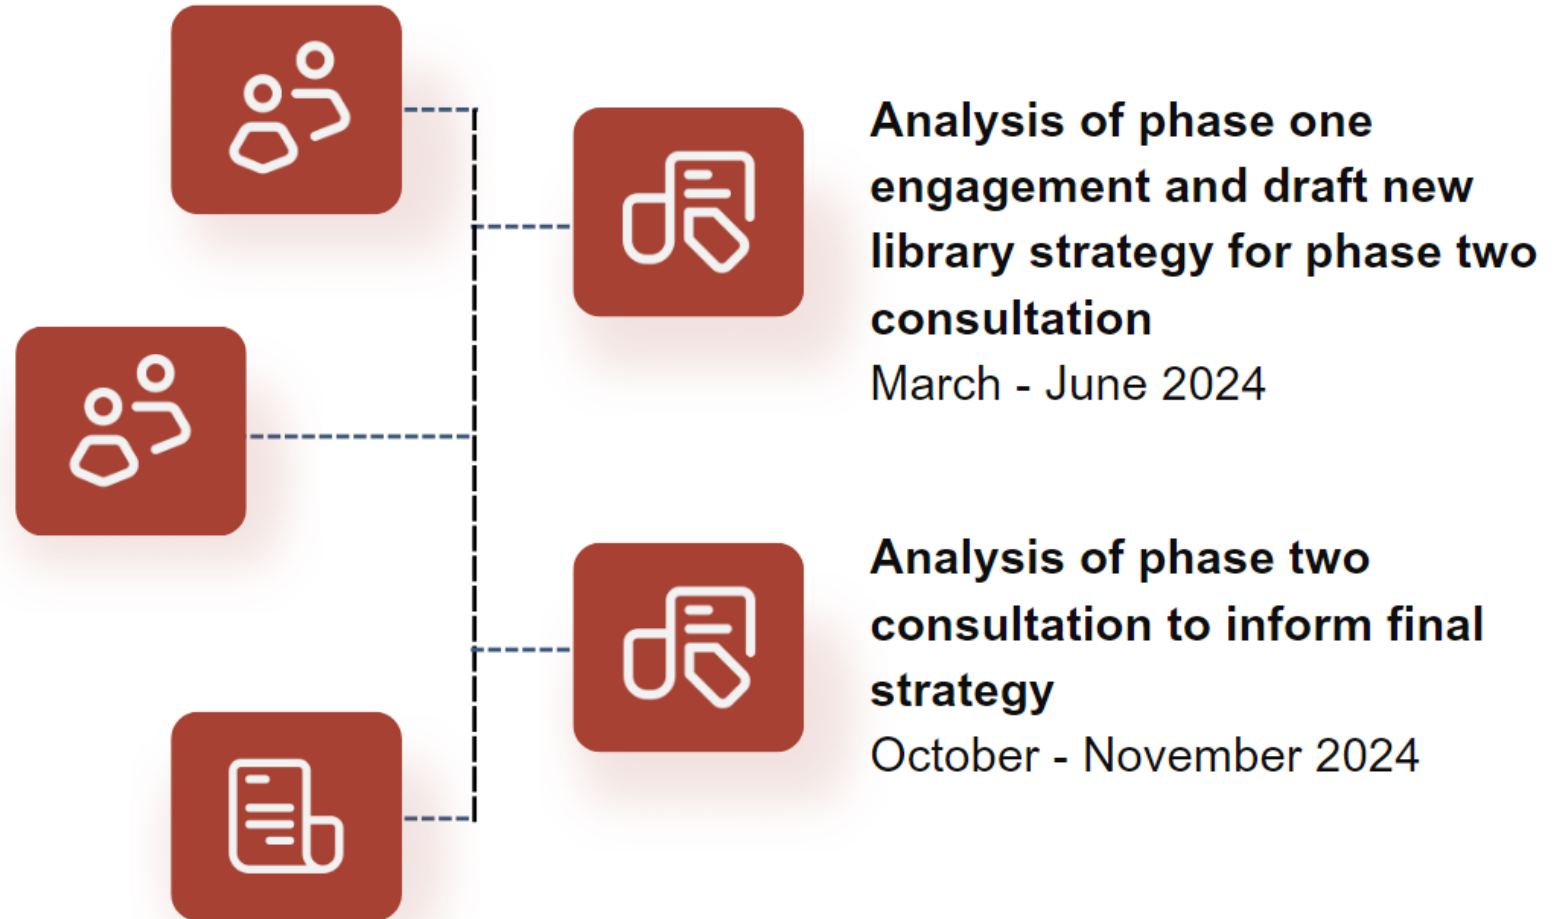 Analysis of phase one
engagement and draft new
library strategy for phase two
consultation
March - June 2024
Analysis of phase two
consultation to inform final
strategy
October - November 2024